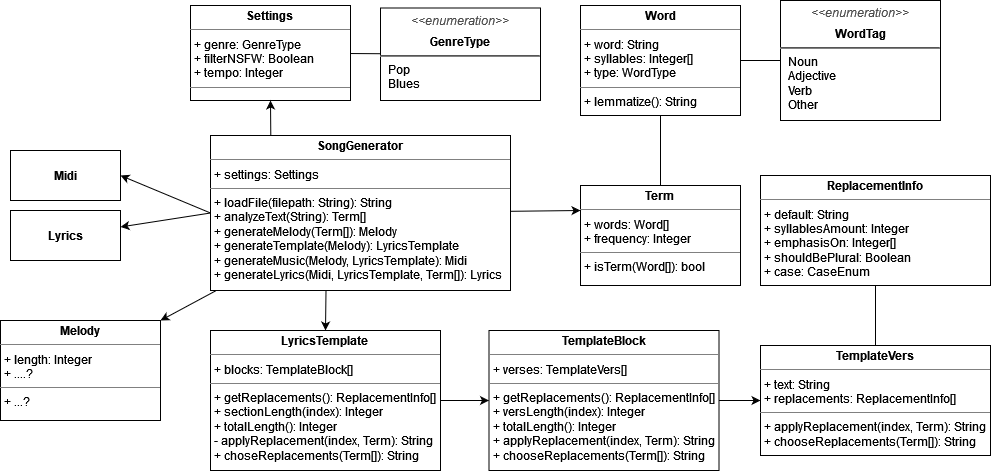 Settings
+ genre: GenreType
+ filterNSFW: Boolean
+ tempo: Integer
<<enumeration>>
GenreType
Pop
Blues
Word
+ word: String
+ syllables: Integer[]
+ type: WordType
+ lemmatize(): String
<<enumeration>>
WordTag
Noun
Adjective
Verb
Other
Midi
Lyrics
SongGenerator
+ settings: Settings
+ loadFile(filepath: String): String
+ analyzeText(String): Term[]
+ generateMelody(Term[]): Melody
+ generateTemplate(Melody): LyricsTemplate
+ generateMusic(Melody, LyricsTemplate): Midi
+ generateLyrics(Midi, LyricsTemplate, Term[]): Lyrics
Term
+ words: Word[]
+ frequency: Integer
+ isTerm(Word[]): bool
ReplacementInfo
+ default: String
+ syllablesAmount: Integer
+ emphasisOn: Integer[]
+ shouldBePlural: Boolean
+ case: CaseEnum
Melody
+ length: Integer
+ ....?
+ ...?
LyricsTemplate
+ blocks: TemplateBlock[]
+ getReplacements(): ReplacementInfo[]
+ sectionLength(index): Integer
+ totalLength(): Integer
- applyReplacement(index, Term): String
+ choseReplacements(Term[]): String
TemplateBlock
+ verses: TemplateVers[]
+ getReplacements(): ReplacementInfo[]
+ versLength(index): Integer
+ totalLength(): Integer
+ applyReplacement(index, Term): String
+ chooseReplacements(Term[]): String
TemplateVers
+ text: String
+ replacements: ReplacementInfo[]
+ applyReplacement(index, Term): String
+ chooseReplacements(Term[]): String